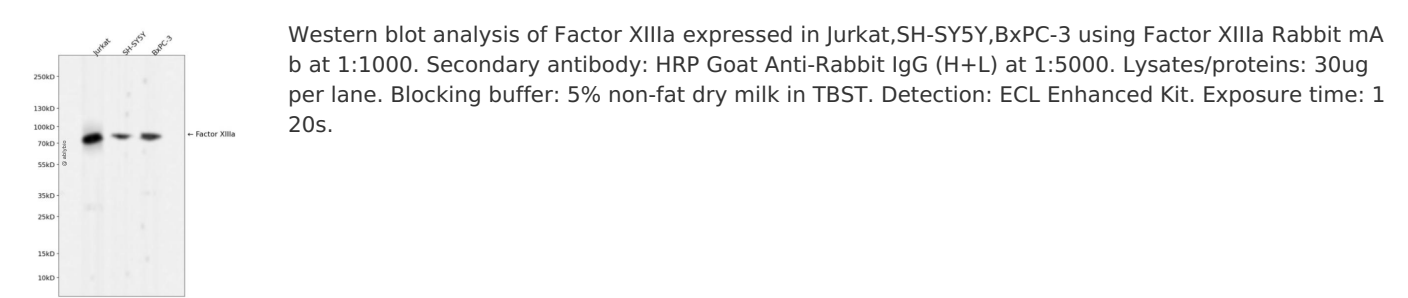 Jurkat
SH-SY5Y
BxPC-3
250kD
130kD
100kD
70kD
55kD
35kD
25kD
15kD
10kD
@ ablybio
← Factor XIIIa
Western blot analysis of Factor XIIIa expressed in Jurkat,SH-SY5Y,BxPC-3 using Factor XIIIa Rabbit mA
b at 1:1000. Secondary antibody: HRP Goat Anti-Rabbit IgG (H+L) at 1:5000. Lysates/proteins: 30ug
per lane. Blocking buffer: 5% non-fat dry milk in TBST. Detection: ECL Enhanced Kit. Exposure time: 1
20s.